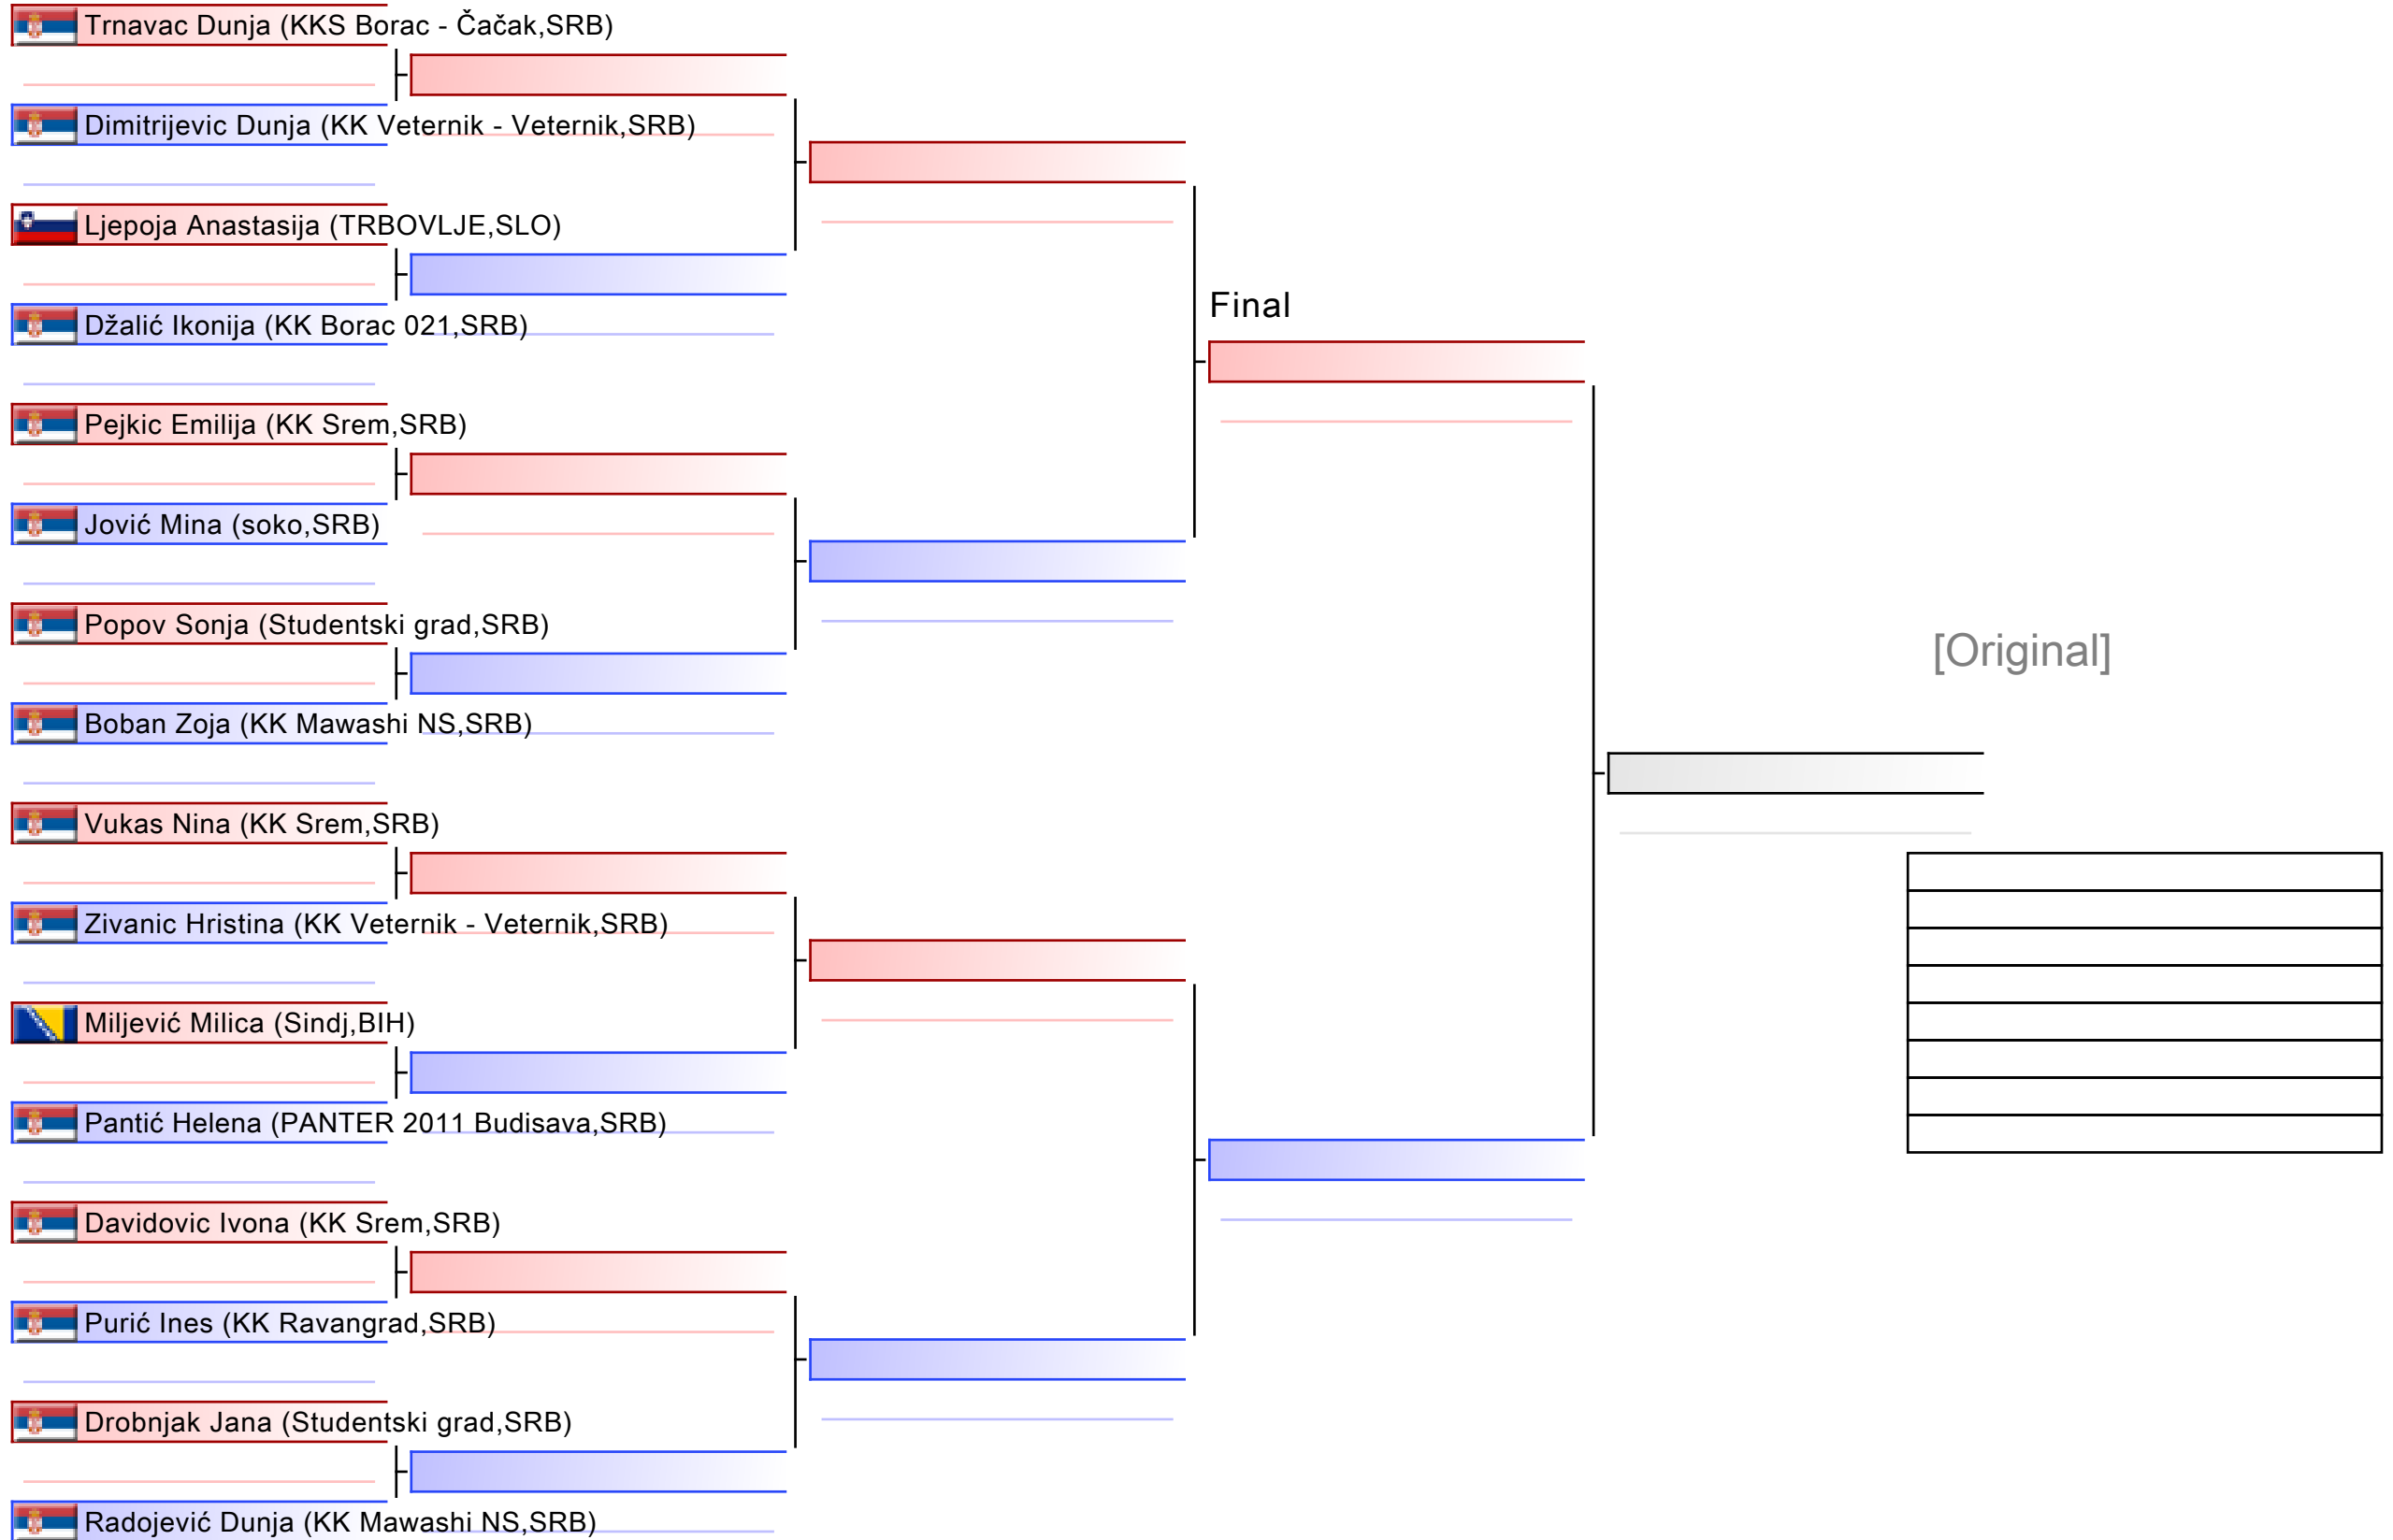 Trnavac Dunja (KKS Borac - Čačak,SRB)
Dimitrijevic Dunja (KK Veternik - Veternik,SRB)
Ljepoja Anastasija (TRBOVLJE,SLO)
Džalić Ikonija (KK Borac 021,SRB)
Final
Pejkic Emilija (KK Srem,SRB)
Jović Mina (soko,SRB)
Popov Sonja (Studentski grad,SRB)
[Original]
Boban Zoja (KK Mawashi NS,SRB)
Vukas Nina (KK Srem,SRB)
Zivanic Hristina (KK Veternik - Veternik,SRB)
Miljević Milica (Sindj,BIH)
Pantić Helena (PANTER 2011 Budisava,SRB)
Davidovic Ivona (KK Srem,SRB)
Purić Ines (KK Ravangrad,SRB)
Drobnjak Jana (Studentski grad,SRB)
Radojević Dunja (KK Mawashi NS,SRB)